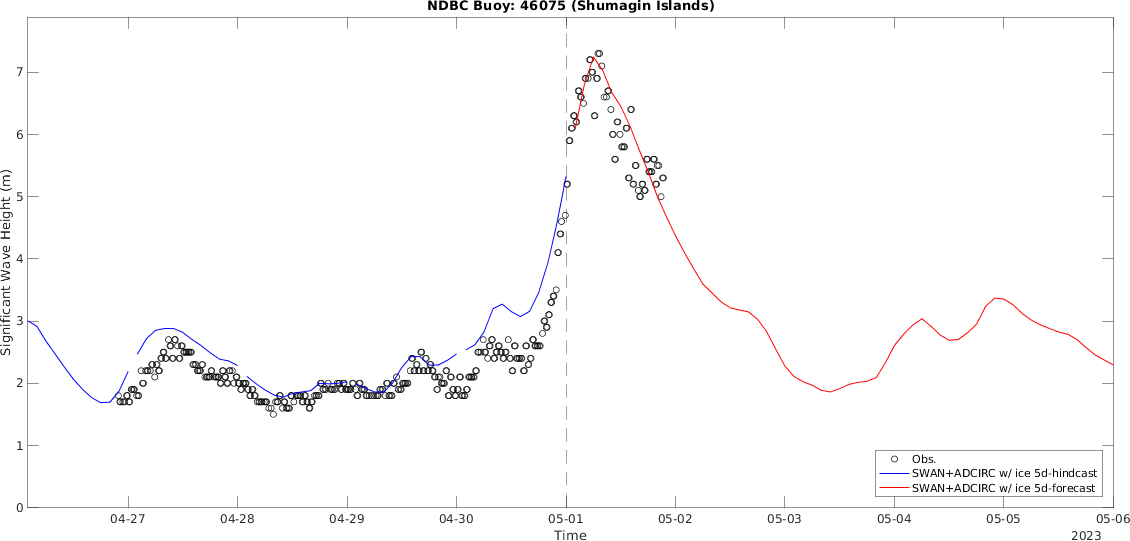 NDBC Buoy: 46075 (Shumagin Islands)
Significant Wave Height (m)
7
6
5
4
3
2
1
0
Obs.
SWAN+ADCIRC w/ ice 5d-hindcast
SWAN+ADCIRC w/ ice 5d-forecast
04-27 04-28 04-29 04-30 05-01 05-02 05-03 05-04 05-05 05-06
Time
2023